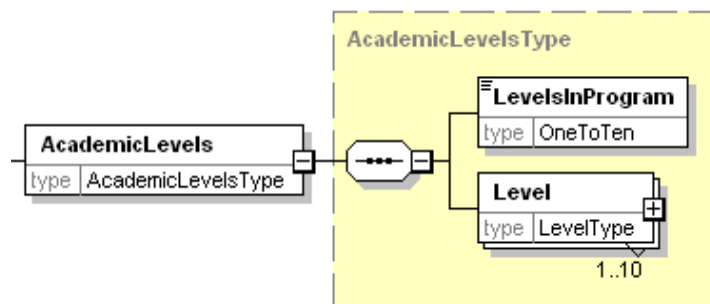 AcademicLevelsType
LevelsInProgram
type OneToTen
AcademicLevels
type AcademicLevelsType
Level
type LevelType
1..10